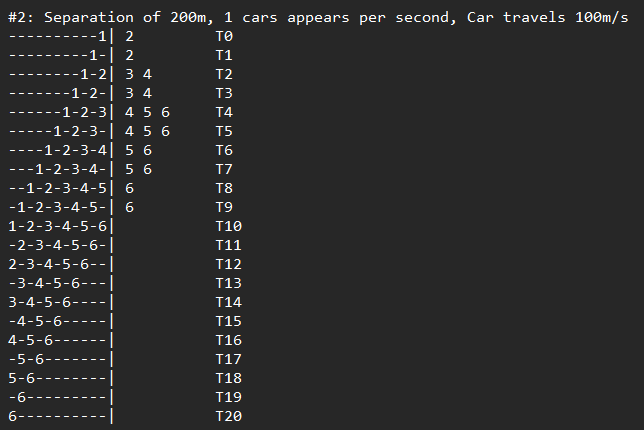 #2: Separation of 200m, 1 cars appears per second, Car travels 100m/s
----------1| 2         T0
---------1-| 2         T1
--------1-2| 3 4       T2
-------1-2-| 3 4       T3
------1-2-3| 4 5 6     T4
-----1-2-3-| 4 5 6     T5
----1-2-3-4| 5 6       T6
---1-2-3-4-| 5 6       T7
--1-2-3-4-5| 6         T8
-1-2-3-4-5-| 6         T9
1-2-3-4-5-6|           T10
-2-3-4-5-6-|           T11
2-3-4-5-6--|           T12
-3-4-5-6---|           T13
3-4-5-6----|           T14
-4-5-6-----|           T15
4-5-6------|           T16
-5-6-------|           T17
5-6--------|           T18
-6---------|           T19
6----------|           T20